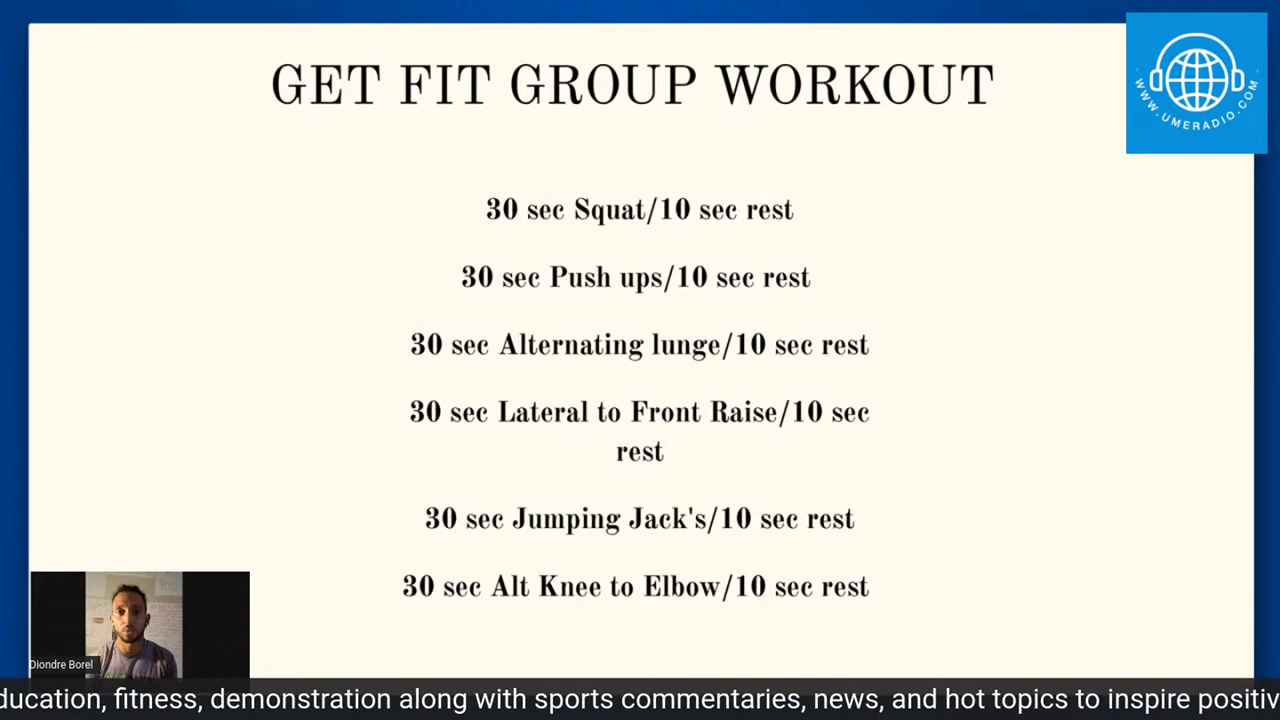 GET FIT GROUP WORKOUT
WWW.UMERADIO.COM
30 sec Squat/10 sec rest
30 sec Push ups/10 sec rest
30 sec Alternating lunge/10 sec rest
30 sec Lateral to Front Raise/10 sec
rest
30 sec Jumping Jack's/10 sec rest
30 sec Alt Knee to Elbow/10 sec rest
Diondre Borel
ducation, fitness, demonstration along with sports commentaries, news, and hot topics to inspire positiv